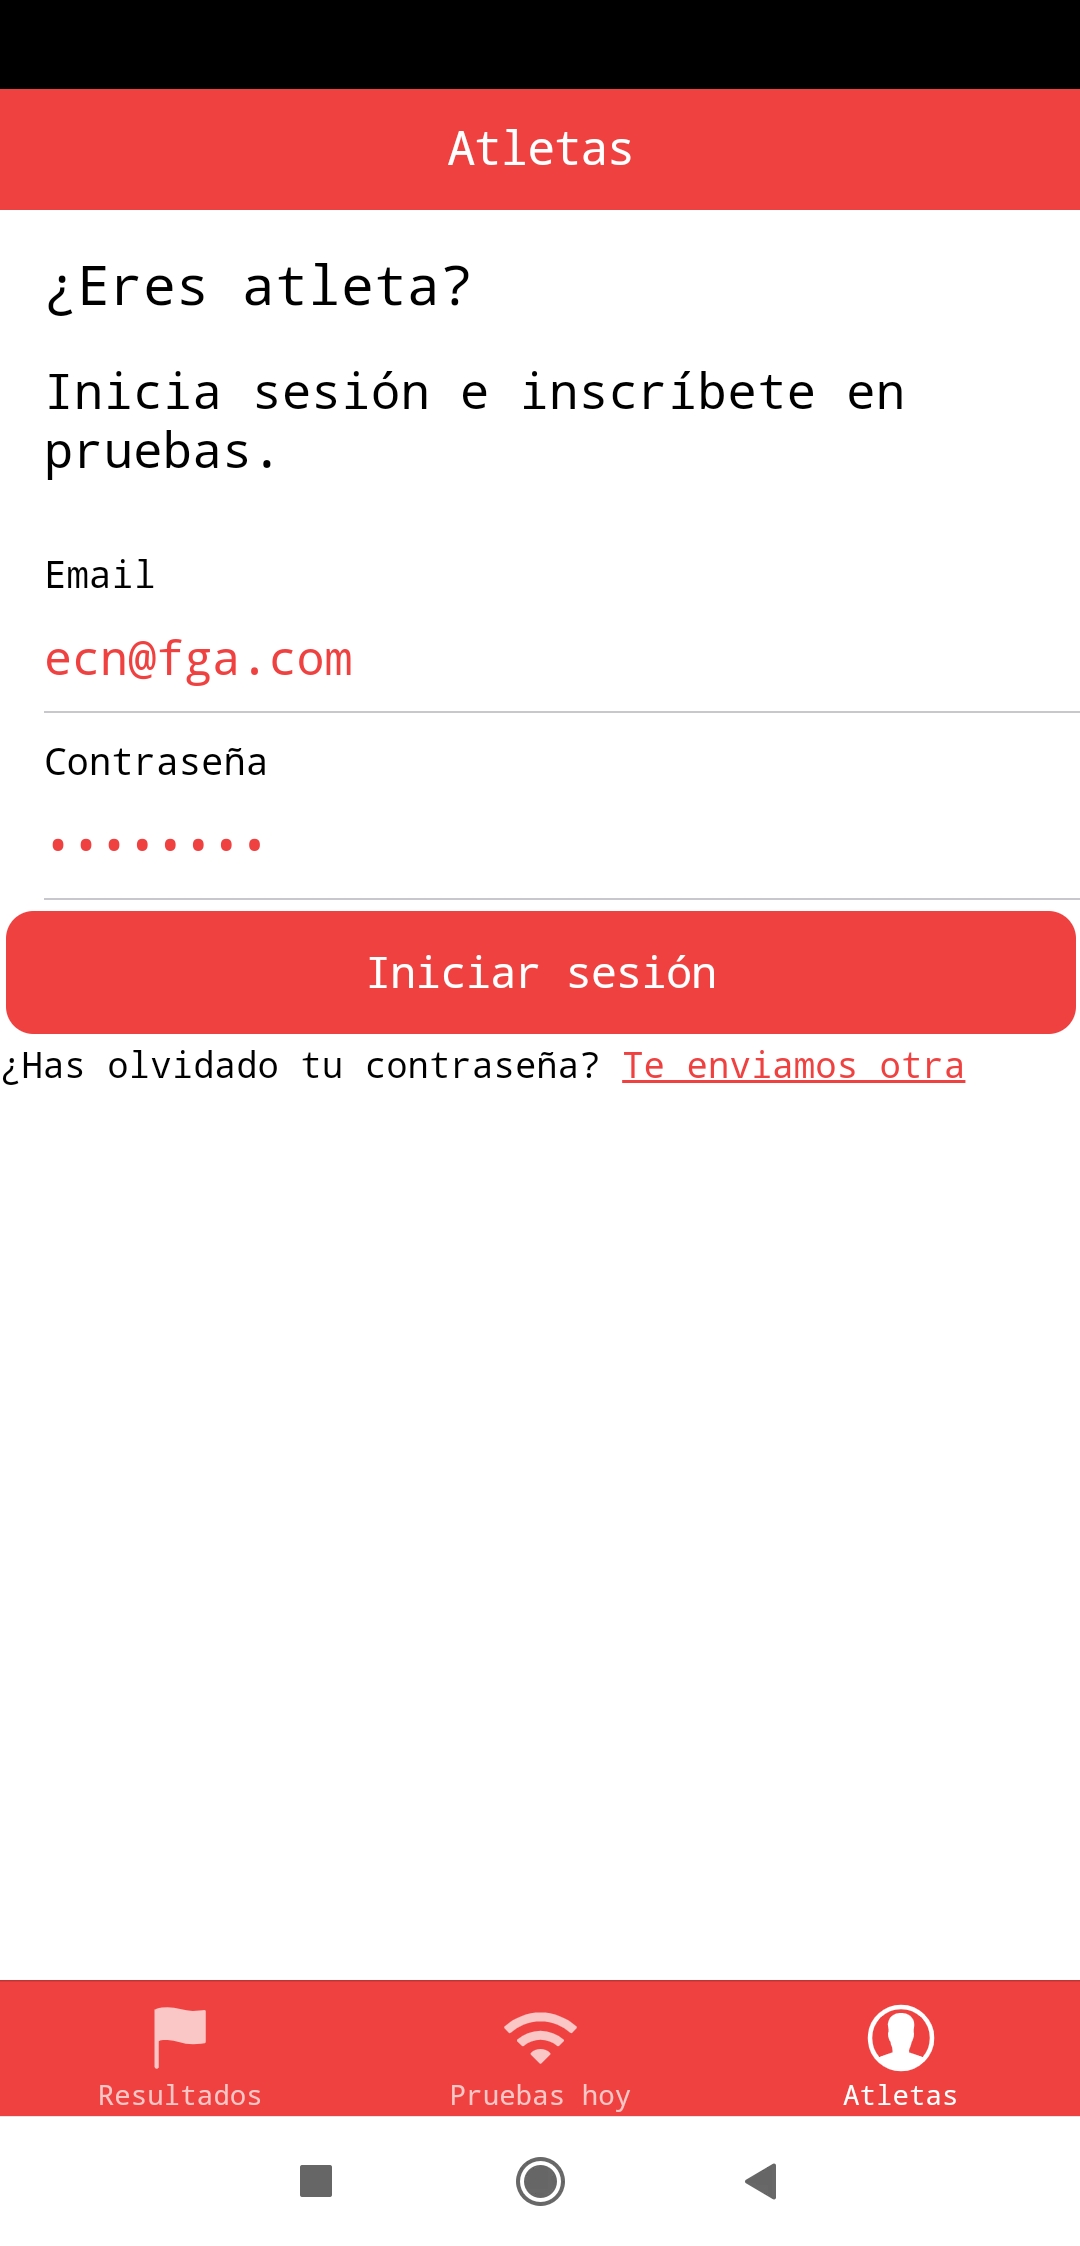 Atletas
¿Eres atleta?
Inicia sesión e inscríbete en
pruebas.
Email
ecn@fga.com
Contraseña
••••••••
Iniciar sesión
¿Has olvidado tu contraseña? Te enviamos otra
Resultados Pruebas hoy Atletas